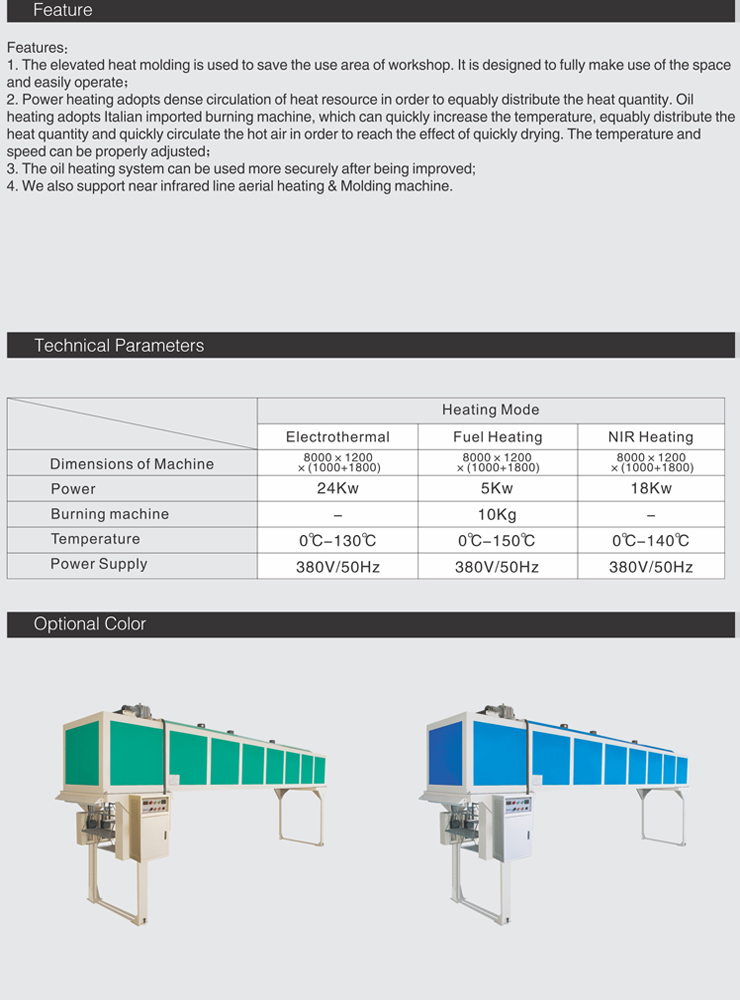 Feature
Features:
1. The elevated heat molding is used to save the use area of workshop. It is designed to fully make use of the space
and easily operate;
2. Power heating adopts dense circulation of heat resource in order to equably distribute the heat quantity. Oil
heating adopts Italian imported burning machine, which can quickly increase the temperature, equably distribute the
heat quantity and quickly circulate the hot air in order to reach the effect of quickly drying. The temperature and
speed can be properly adjusted;
3. The oil heating system can be used more securely after being improved;
4. We also support near infrared line aerial heating & Molding machine.
Technical Parameters
Heating Mode
Electrothermal Fuel Heating NIR Heating
Dimensions of Machine 8000×1200 ×(1000+1800) 8000×1200 ×(1000+1800) 8000×1200 ×(1000+1800)
Power 24Kw 5Kw 18Kw
Burning machine – 10Kg –
Temperature 0℃–130℃ 0℃–150℃ 0℃–140℃
Power Supply 380V/50Hz 380V/50Hz 380V/50Hz
Optional Color